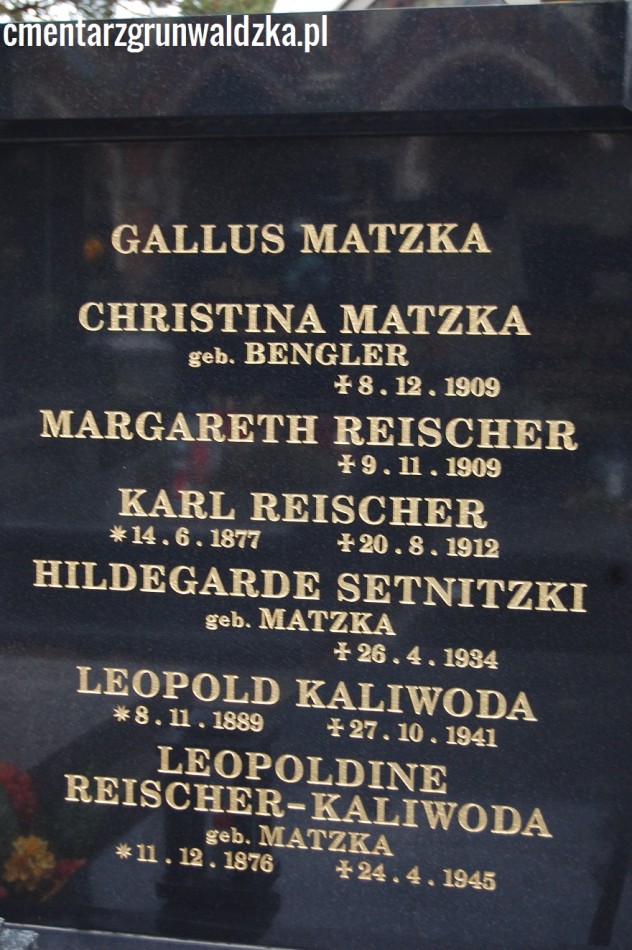 cmentarzgrunwaldzka.pl
GALLUS MATZKA
CHRISTINA MATZKA
geb. BENGLER
✝8.12.1909
MARGARETH REISCHER
✝9.11.1909
KARL REISCHER
*14.6.1877 ✝20.8.1912
HILDEGARDE SETNITZKI
geb. MATZKA
✝26.4.1934
LEOPOLD KALIWODA
*8.11.1889 ✝27.10.1941
LEOPOLDINE
REISCHER-KALIWODA
geb. MATZKA
*11.12.1876 ✝24.4.1945